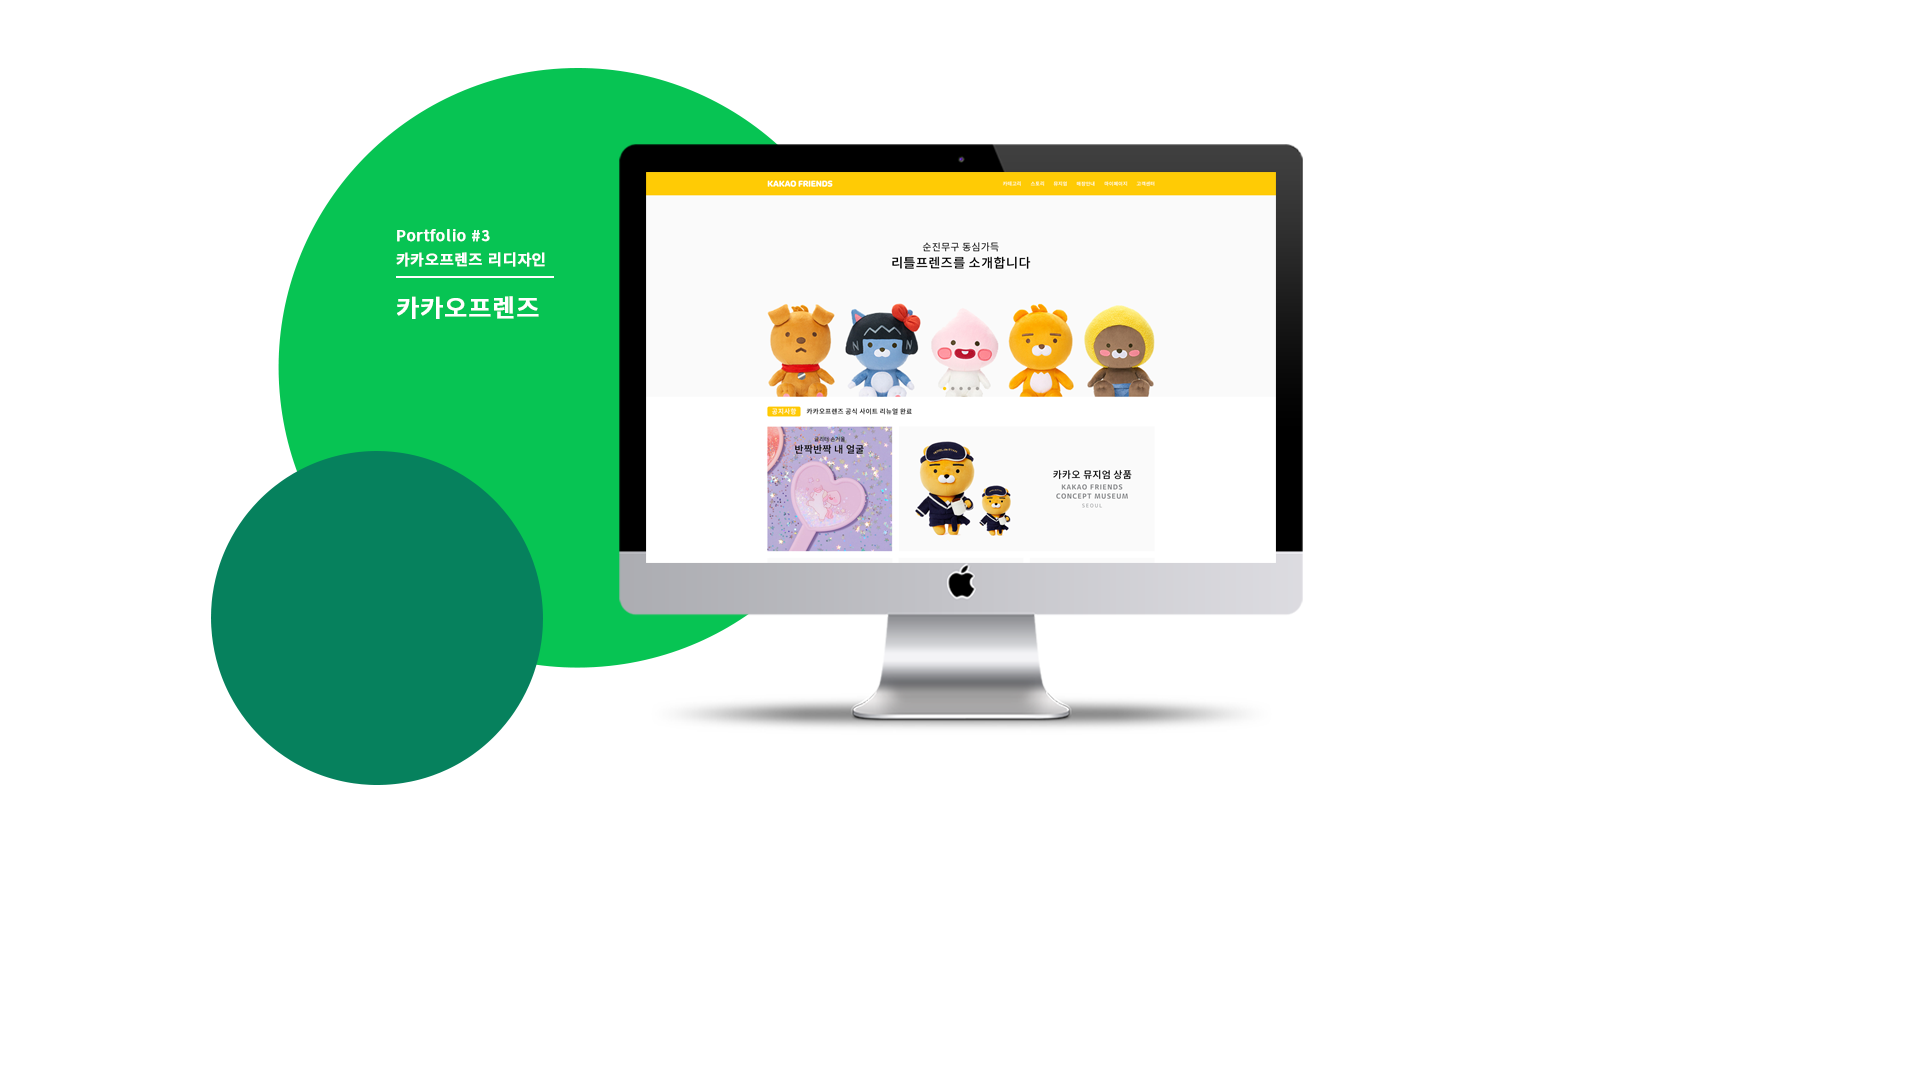 Portfolio #3
카카오프렌즈 리디자인
카카오프렌즈
KAKAO FRIENDS
카테고리 스토리 뮤지엄 매장안내 마이페이지 고객센터
순진무구 동심가득
리틀프렌즈를 소개합니다
공지사항 카카오프렌즈 공식 사이트 리뉴얼 완료
글리터 손거울
반짝반짝 내 얼굴
카카오 뮤지엄 상품
KAKAO FRIENDS
CONCEPT MUSEUM
SEOUL